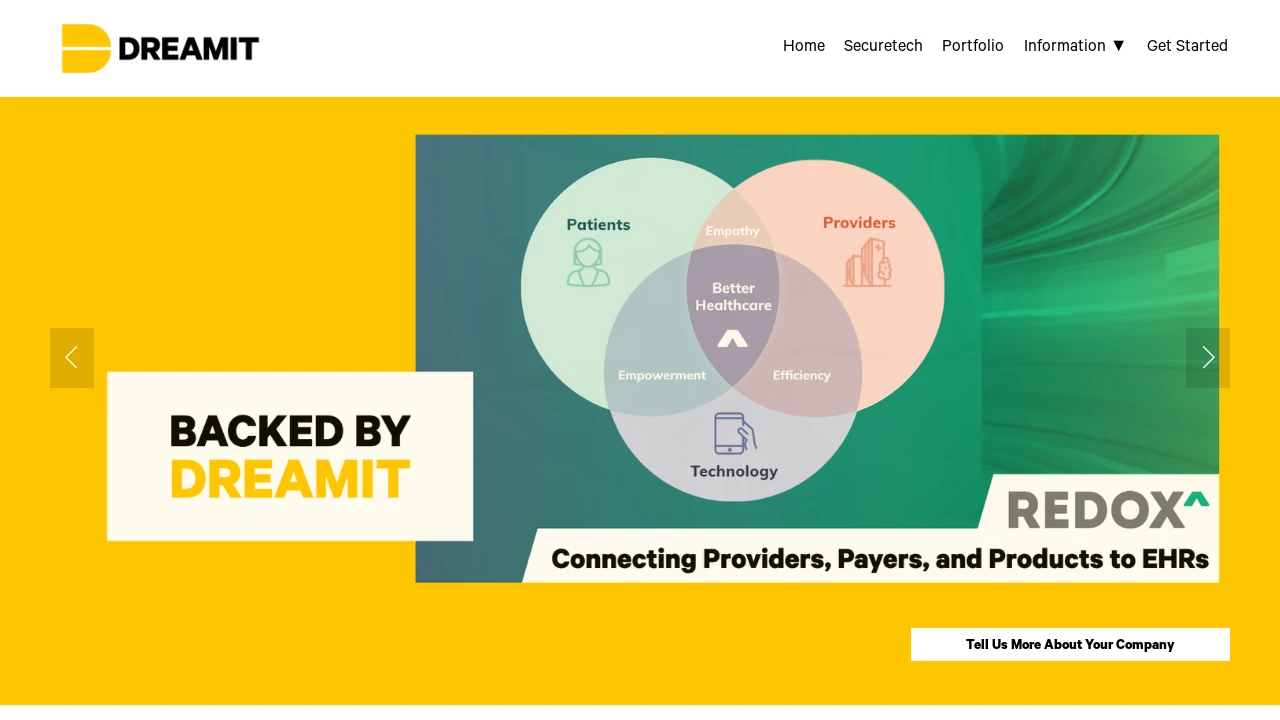 DREAMIT
Home Securetech Portfolio Information ▼ Get Started
Patients
Providers
Empathy
Better
Healthcare
Empowerment
Efficiency
Technology
BACKED BY
DREAMIT
REDOX^
Connecting Providers, Payers, and Products to EHRs
Tell Us More About Your Company